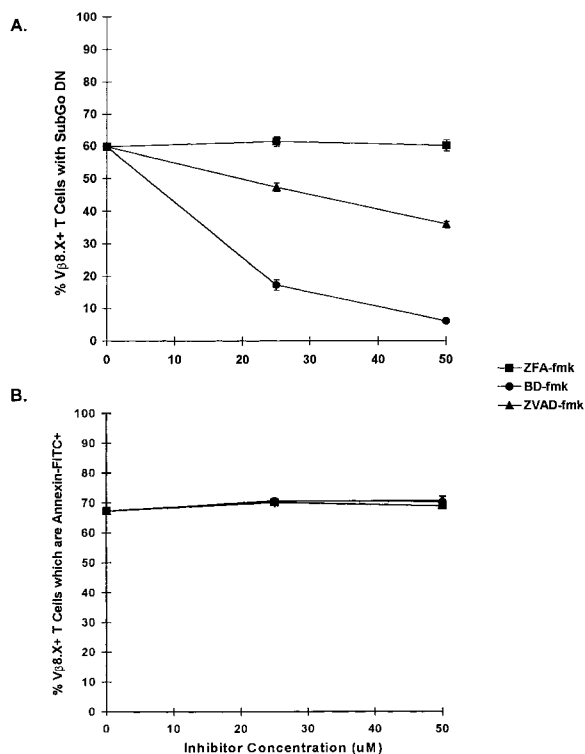 A.
% Vβ8.X+ T Cells with SubGo DN
100
90
80
70
60
50
40
30
20
10
0
0 10 20 30 40 50
ZFA-fmk
BD-fmk
ZVAD-fmk
B.
% Vβ8.X+ T Cells which are Annexin-FITC+
100
90
80
70
60
50
40
30
20
10
0
0 10 20 30 40 50
Inhibitor Concentration (uM)